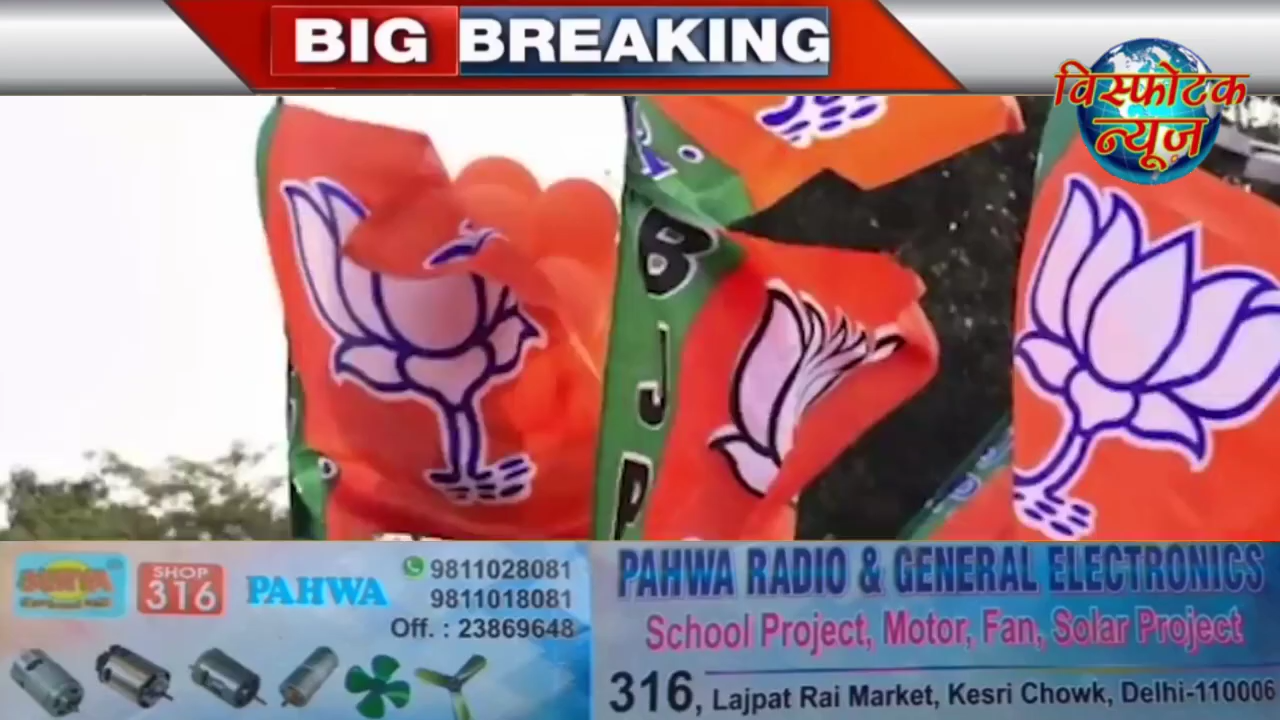 BIG BREAKING
विस्फोटक
न्यूज़
B
J
P
SHOP
316
PAHWA
9811028081
9811018081
Off. : 23869648
PAHWA RADIO & GENERAL ELECTRONICS
School Project, Motor, Fan, Solar Project
316, Lajpat Rai Market, Kesri Chowk, Delhi-110006